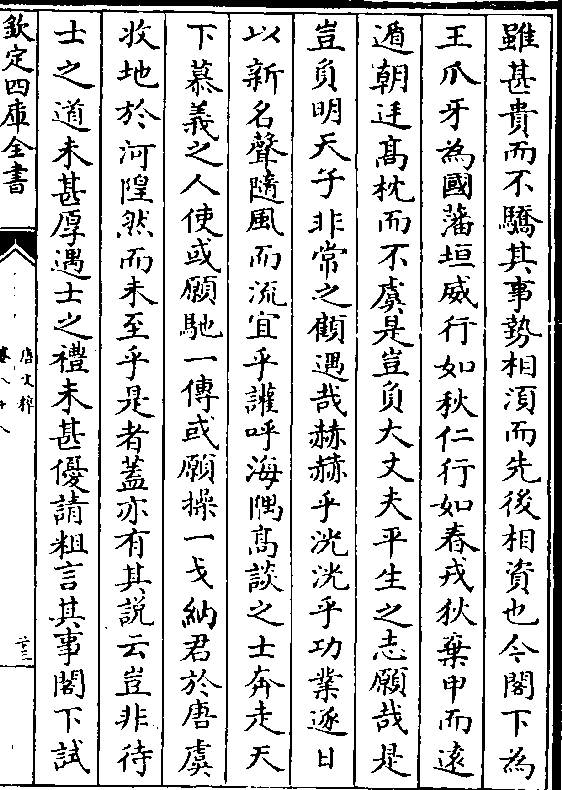 雖甚貴而不驕其事勢相湏而先後相資也今閤下為
王爪牙為國藩垣威行如秋仁行如春戎狄棄甲而逺
遁朝廷髙枕而不虞是豈負大丈夫平生之志願哉是
豈負明天子非常之顧遇哉赫赫乎洸洸乎功業逐日
以新名聲隨風而流宜乎讙呼海隅髙談之士奔走天
下慕義之人使或願馳一傳或願操一戈納君於唐虞
收地於河隍然而未至乎是者蓋亦有其説云豈非待
士之道未甚厚遇士之禮未甚優請粗言其事閤下試
欽定四庫全書
唐文粹
卷八十八
二十三